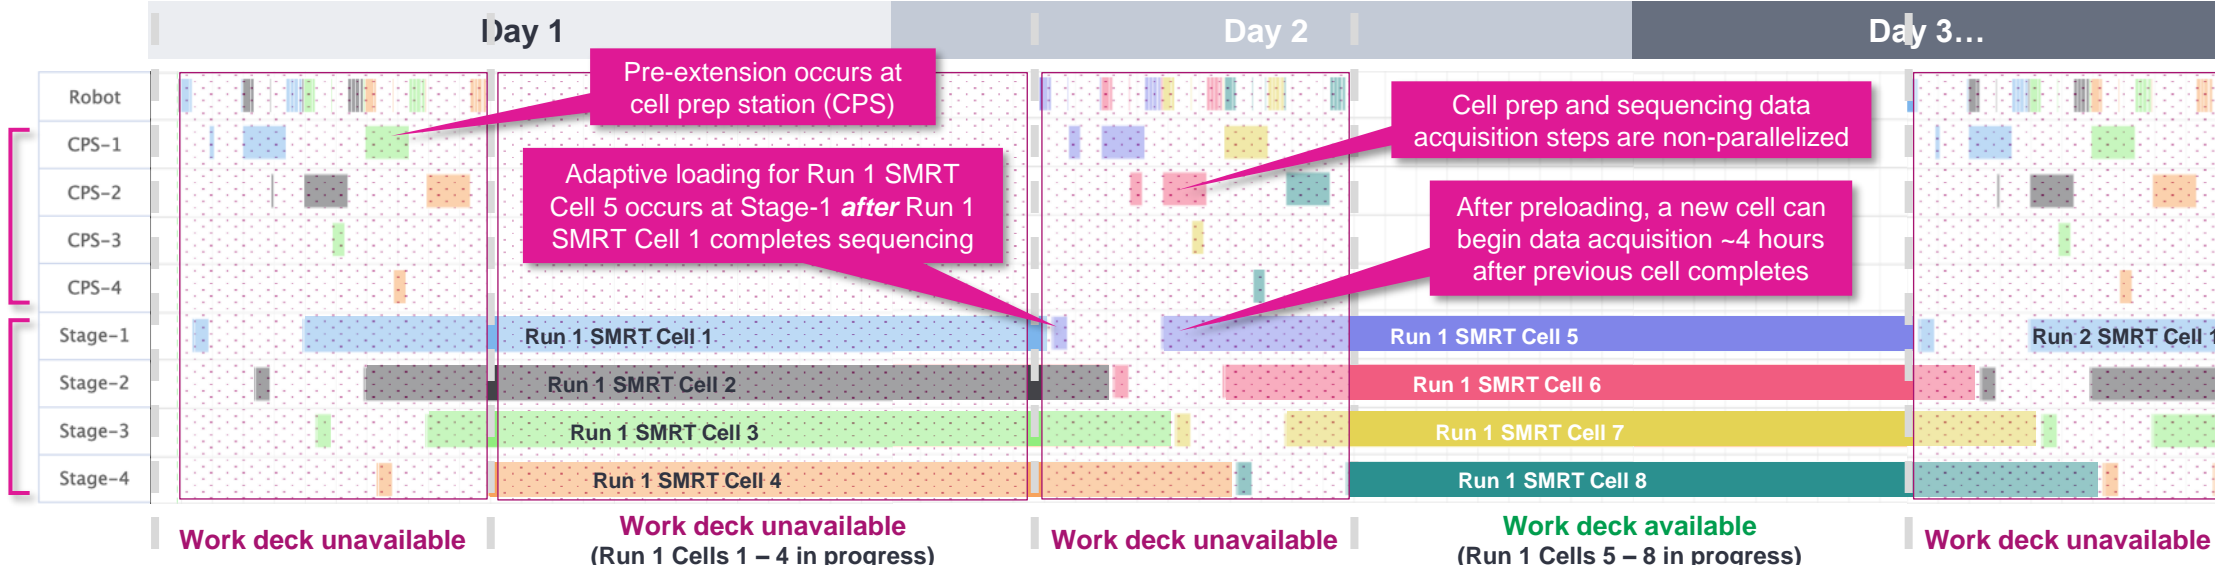 Day 1
Day 2
Day 3…
Pre-extension occurs at
cell prep station (CPS)
Cell prep and sequencing data
acquisition steps are non-parallelized
Adaptive loading for Run 1 SMRT
Cell 5 occurs at Stage-1 after Run 1
SMRT Cell 1 completes sequencing
After preloading, a new cell can
begin data acquisition ~4 hours
after previous cell completes
Robot
CPS-1
CPS-2
CPS-3
CPS-4
Stage-1
Run 1 SMRT Cell 1
Run 1 SMRT Cell 5
Run 2 SMRT Cell 1
Stage-2
Run 1 SMRT Cell 2
Run 1 SMRT Cell 6
Stage-3
Run 1 SMRT Cell 3
Run 1 SMRT Cell 7
Stage-4
Run 1 SMRT Cell 4
Run 1 SMRT Cell 8
Work deck unavailable
Work deck unavailable
(Run 1 Cells 1 – 4 in progress)
Work deck unavailable
Work deck available
(Run 1 Cells 5 – 8 in progress)
Work deck unavailable